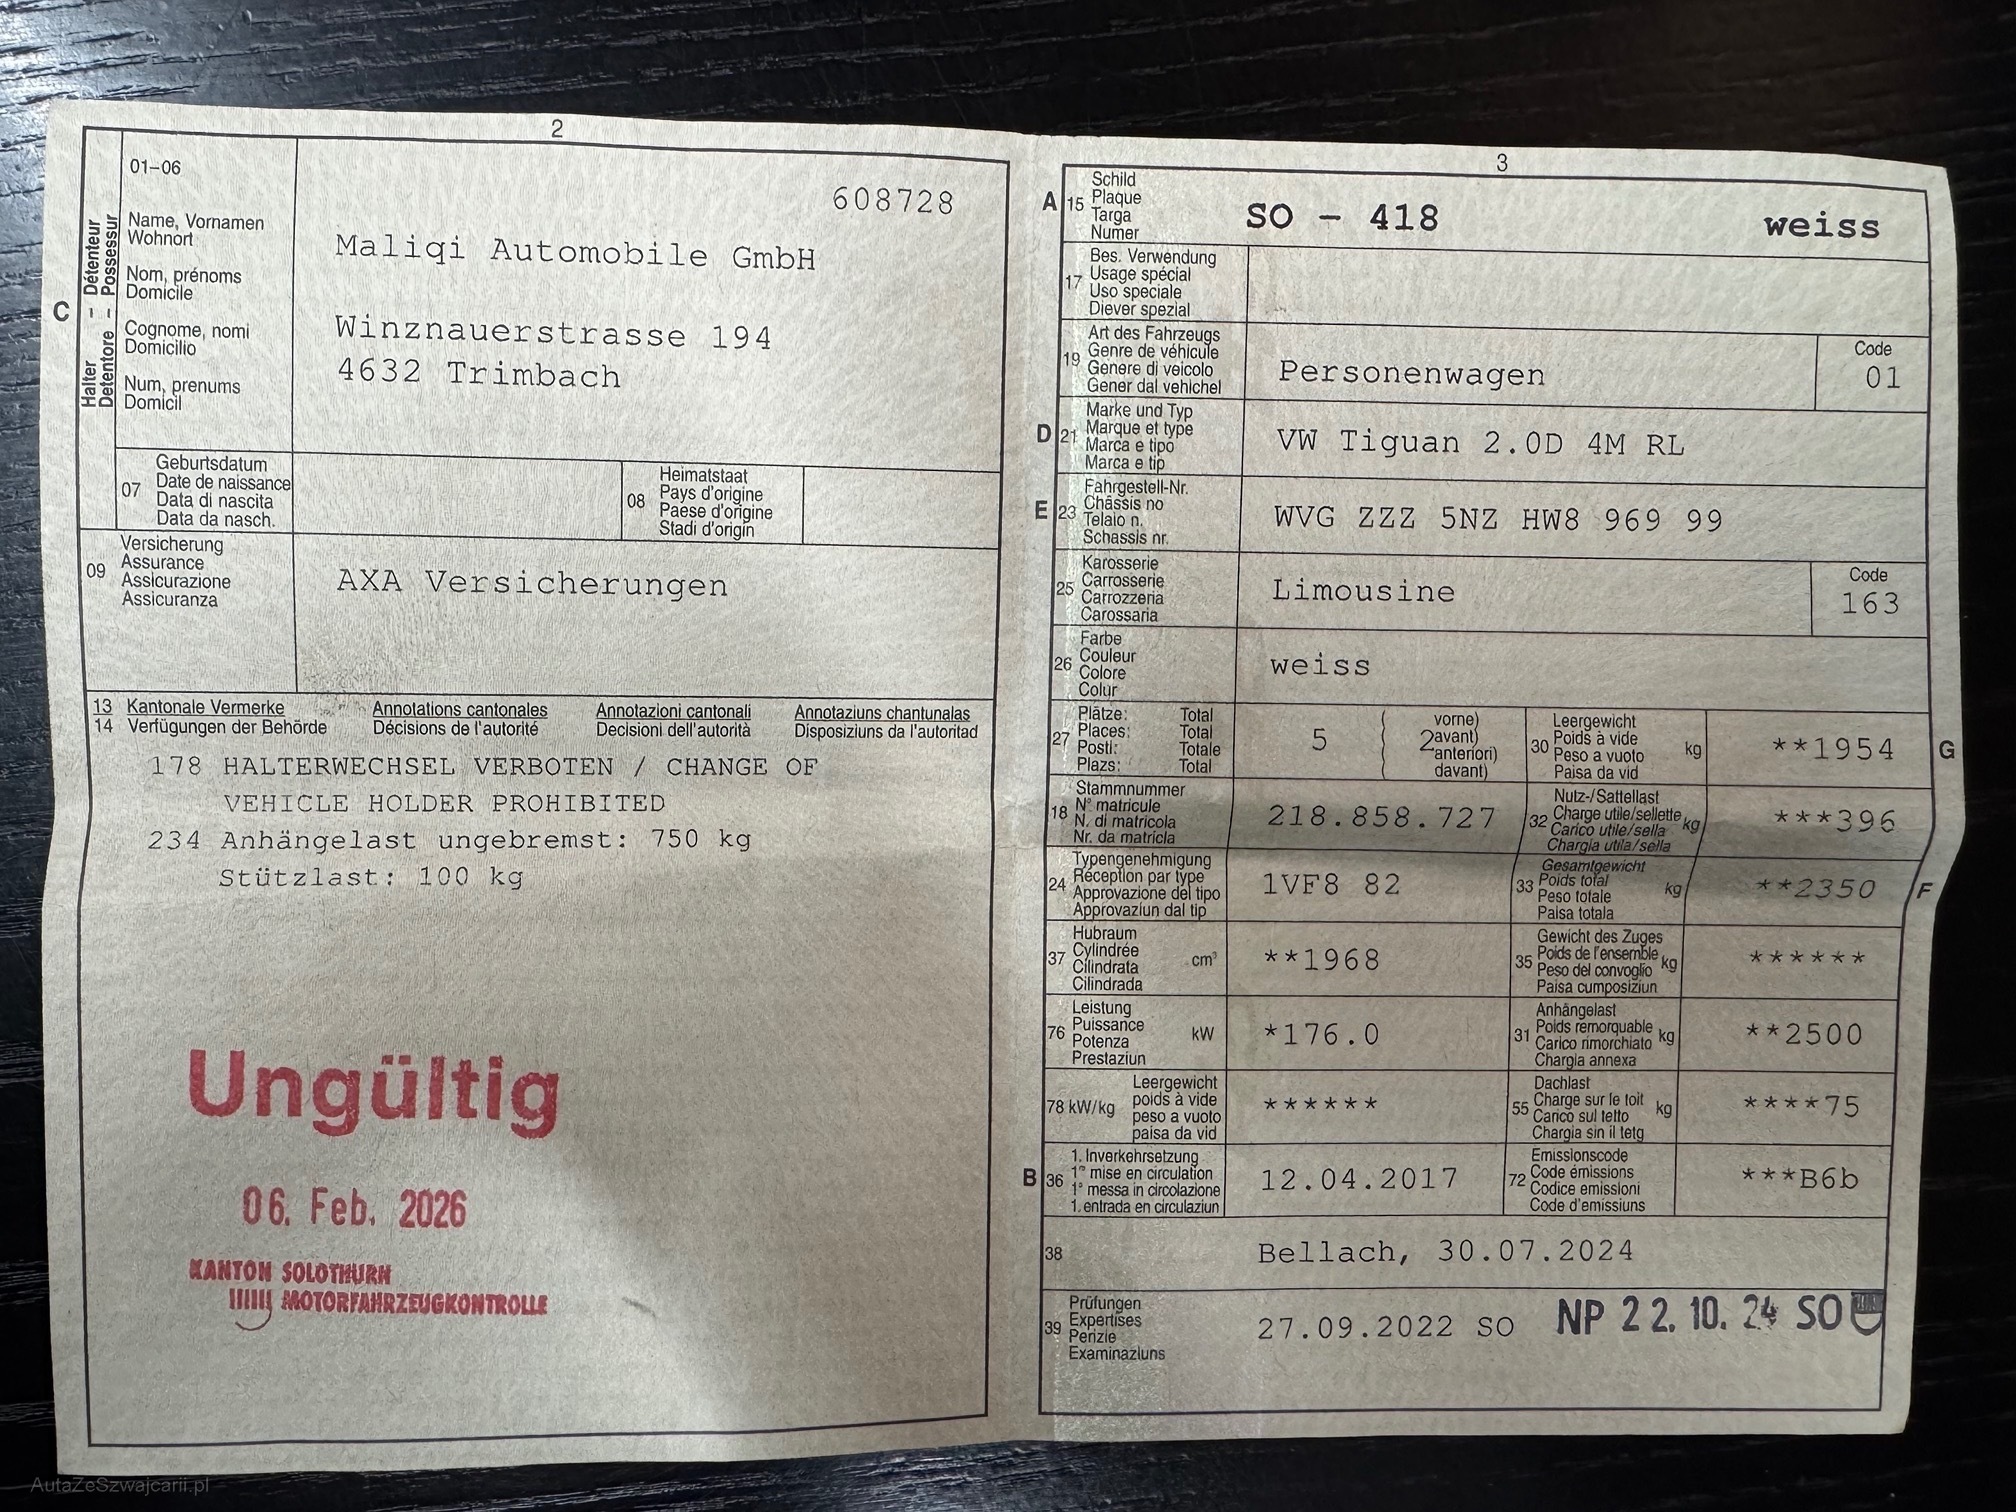 2
01–06
608728
C
Halter – Détenteur
Detentore – Possessur
Name, Vornamen
Wohnort
Nom, prénoms
Domicile
Cognome, nomi
Domicilio
Num, prenums
Domicil
Maliqi Automobile GmbH
Winznauerstrasse 194
4632 Trimbach
07
Geburtsdatum
Date de naissance
Data di nascita
Data da nasch.
08
Heimatstaat
Pays d'origine
Paese d'origine
Stadi d'origin
09
Versicherung
Assurance
Assicurazione
Assicuranza
AXA Versicherungen
13 Kantonale Vermerke Annotations cantonales Annotazioni cantonali Annotaziuns chantunalas
14 Verfügungen der Behörde Décisions de l'autorité Decisioni dell'autorità Disposiziuns da l'autoritad
178 HALTERWECHSEL VERBOTEN / CHANGE OF
VEHICLE HOLDER PROHIBITED
234 Anhängelast ungebremst: 750 kg
Stützlast: 100 kg
Ungültig
06. Feb. 2026
KANTON SOLOTHURN
MOTORFAHRZEUGKONTROLLE
3
A 15
Schild
Plaque
Targa
Numer
SO – 418 weiss
17
Bes. Verwendung
Usage spécial
Uso speciale
Diever spezial
19
Art des Fahrzeugs
Genre de véhicule
Genere di veicolo
Gener dal vehichel
Personenwagen
Code
01
D 21
Marke und Typ
Marque et type
Marca e tipo
Marca e tip
VW Tiguan 2.0D 4M RL
E 23
Fahrgestell-Nr.
Châssis no
Telaio n.
Schassis nr.
WVG ZZZ 5NZ HW8 969 99
25
Karosserie
Carrosserie
Carrozzeria
Carossaria
Limousine
Code
163
26
Farbe
Couleur
Colore
Colur
weiss
27
Plätze: Total
Places: Total
Posti: Totale
Plazs: Total
5
2
vorne)
avant)
anteriori)
davant)
30
Leergewicht
Poids à vide
Peso a vuoto
Paisa da vid
kg
**1954
G
18
Stammnummer
N° matricule
N. di matricola
Nr. da matricla
218.858.727
32
Nutz-/Sattellast
Charge utile/sellette
Carico utile/sella
Chargia utila/sella
kg
***396
24
Typengenehmigung
Réception par type
Approvazione del tipo
Approvaziun dal tip
1VF8 82
33
Gesamtgewicht
Poids total
Peso totale
Paisa totala
kg
**2350
F
37
Hubraum
Cylindrée
Cilindrata
Cilindrada
cm³
**1968
35
Gewicht des Zuges
Poids de l'ensemble
Peso del convoglio
Paisa cumposiziun
kg
******
76
Leistung
Puissance
Potenza
Prestaziun
kW
*176.0
31
Anhängelast
Poids remorquable
Carico rimorchiato
Chargia annexa
kg
**2500
78 kW/kg
Leergewicht
poids à vide
peso a vuoto
paisa da vid
******
55
Dachlast
Charge sur le toit
Carico sul tetto
Chargia sin il tetg
kg
****75
B 36
1. Inverkehrsetzung
1re mise en circulation
1a messa in circolazione
1. entrada en circulaziun
12.04.2017
72
Emissionscode
Code émissions
Codice emissioni
Code d'emissiuns
***B6b
38
Bellach, 30.07.2024
39
Prüfungen
Expertises
Perizie
Examinaziuns
27.09.2022 SO
NP 22.10.24 SO
AutaZeSzwajcarii.pl